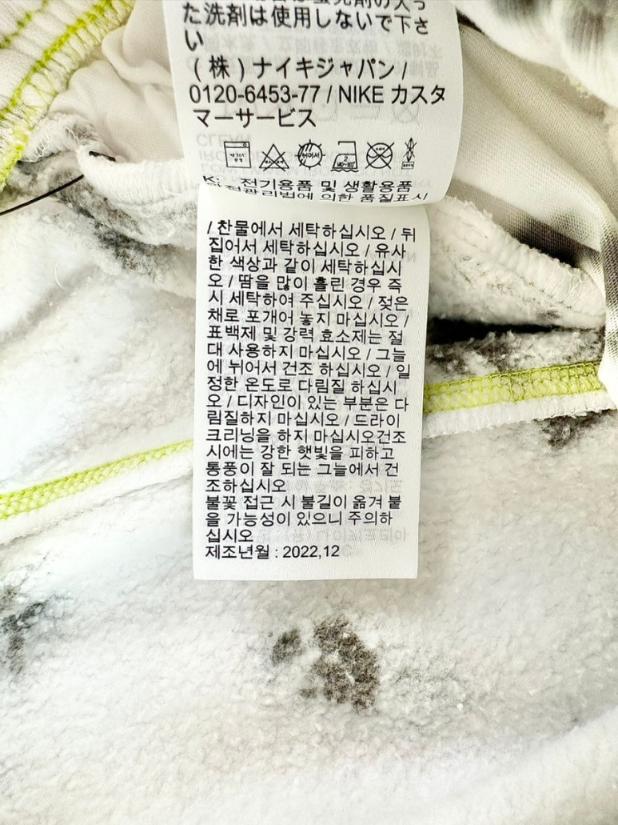 た洗剤は使用しないで下さ
い
(株)ナイキジャパン/
0120-6453-77 / NIKE カスタ
マーサービス
K: 전기용품 및 생활용품
/ 찬물에서 세탁하십시오 / 뒤
집어서 세탁하십시오 / 유사
한 색상과 같이 세탁하십시
오 / 땀을 많이 흘린 경우 즉
시 세탁하여 주십시오 / 젖은
채로 포개어 놓지 마십시오 /
표백제 및 강력 효소제는 절
대 사용하지 마십시오 / 그늘
에 뉘어서 건조 하십시오 / 일
정한 온도로 다림질 하십시
오 / 디자인이 있는 부분은 다
림질하지 마십시오 / 드라이
크리닝을 하지 마십시오건조
시에는 강한 햇빛을 피하고
통풍이 잘 되는 그늘에서 건
조하십시오
불꽃 접근 시 불길이 옮겨 붙
을 가능성이 있으니 주의하
십시오
제조년월 : 2022,12